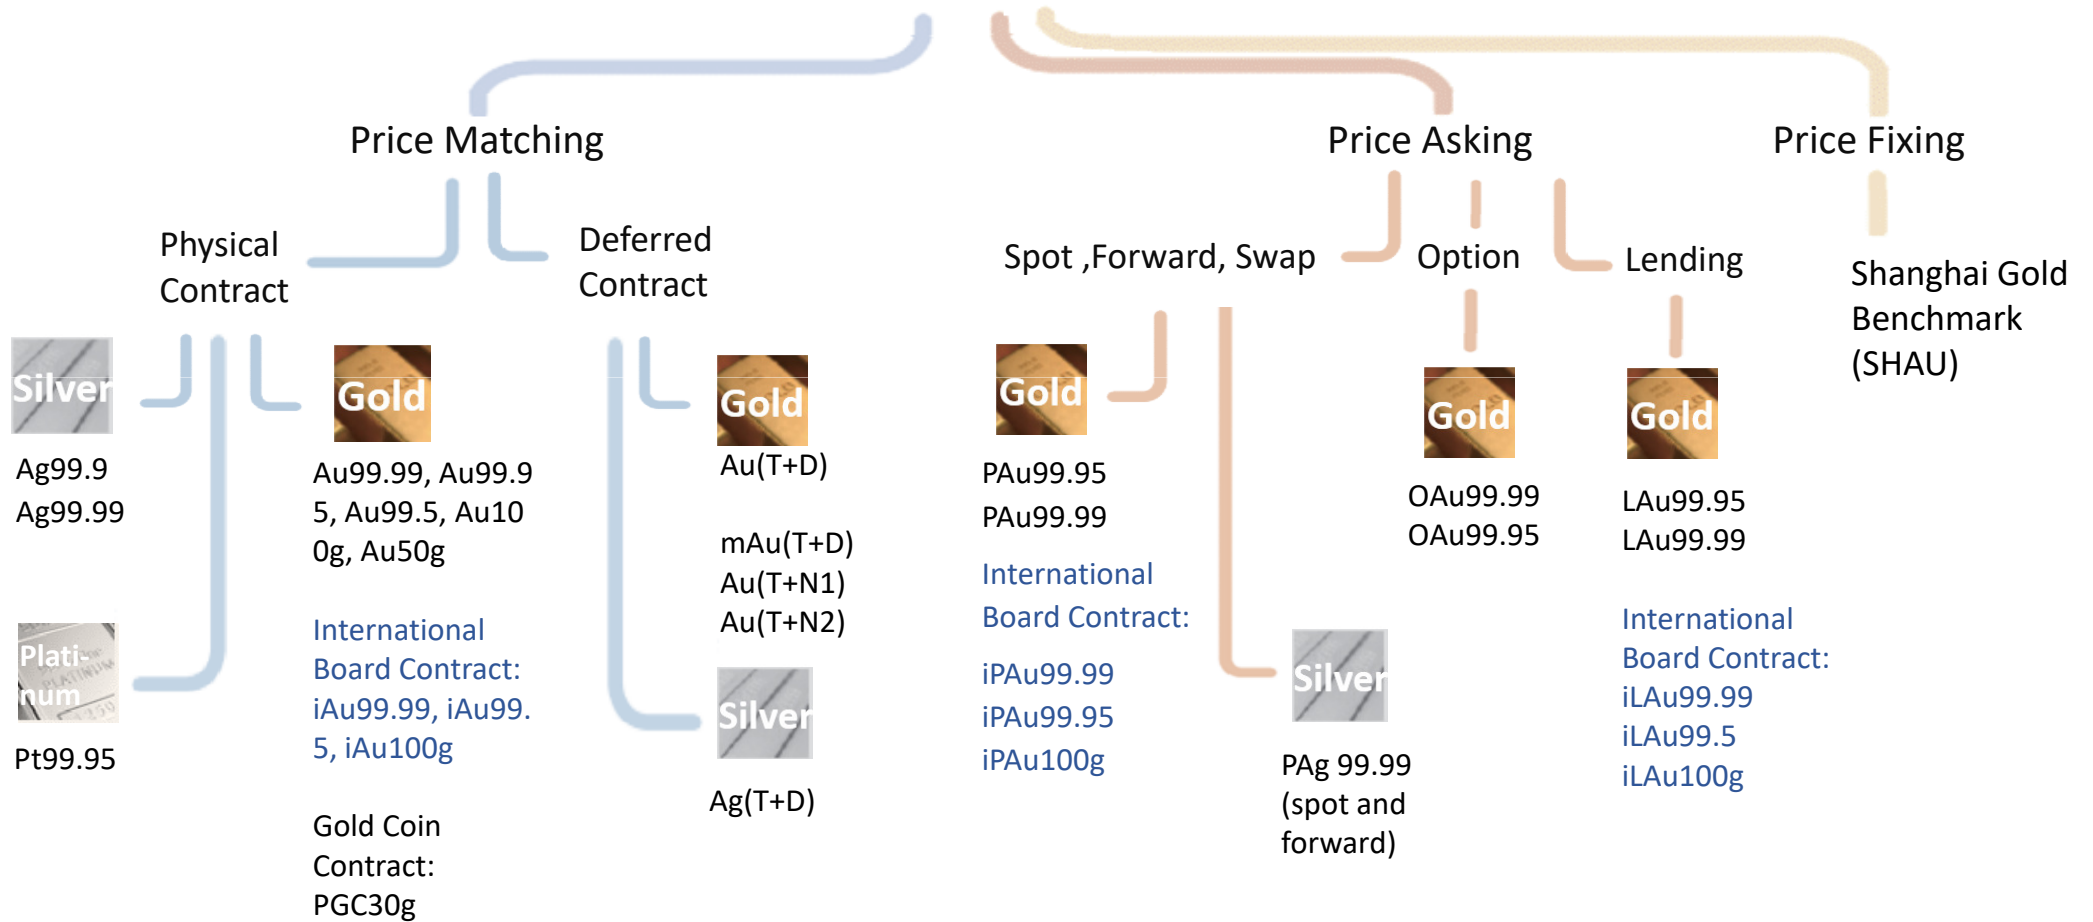 Price Matching
Price Asking
Price Fixing
Physical
Contract
Deferred
Contract
Spot ,Forward, Swap
Option
Lending
Shanghai Gold
Benchmark
(SHAU)
Silver
Ag99.9
Ag99.99
Plati-
num
Pt99.95
Gold
Au99.99, Au99.9
5, Au99.5, Au10
0g, Au50g
International
Board Contract:
iAu99.99, iAu99.
5, iAu100g
Gold Coin
Contract:
PGC30g
Gold
Au(T+D)
mAu(T+D)
Au(T+N1)
Au(T+N2)
Silver
Ag(T+D)
Gold
PAu99.95
PAu99.99
International
Board Contract:
iPAu99.99
iPAu99.95
iPAu100g
Silver
PAg 99.99
(spot and
forward)
Gold
OAu99.99
OAu99.95
Gold
LAu99.95
LAu99.99
International
Board Contract:
iLAu99.99
iLAu99.5
iLAu100g